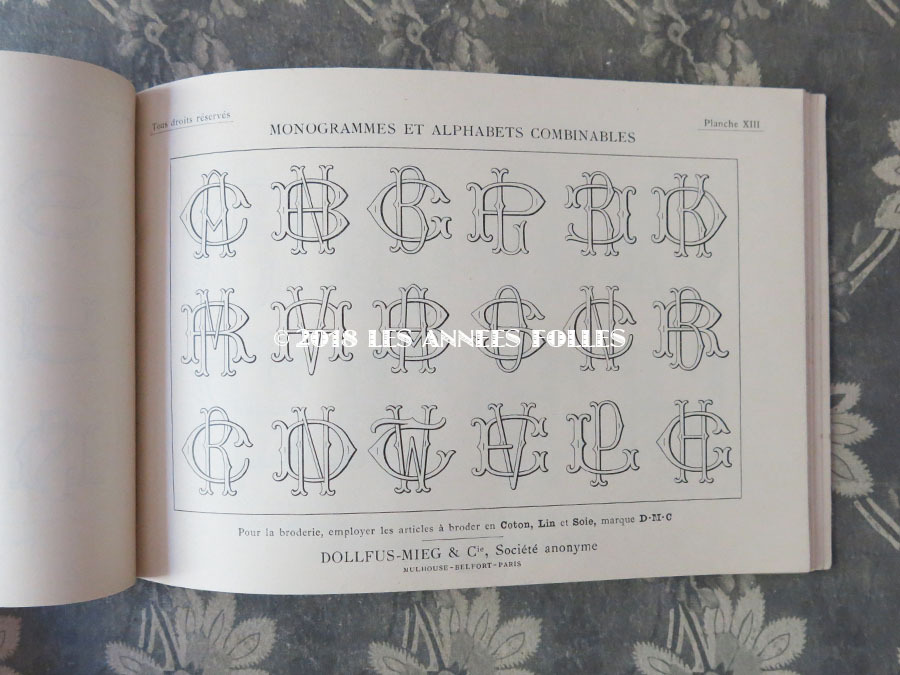 Tous droits réservés
Planche XIII
MONOGRAMMES ET ALPHABETS COMBINABLES
© 2018 LES ANNEES FOLLES
Pour la broderie, employer les articles à broder en Coton, Lin et Soie, marque D·M·C
DOLLFUS-MIEG & Cie, Société anonyme
MULHOUSE-BELFORT-PARIS